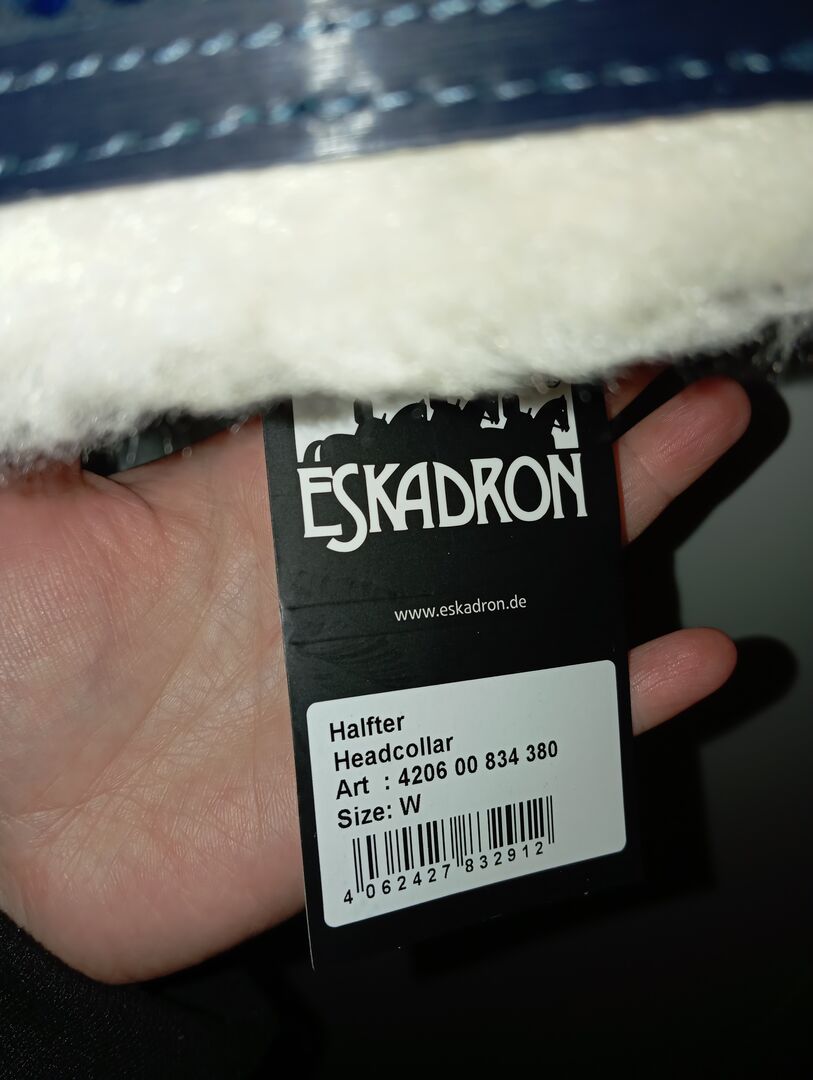 ESKADRON
www.eskadron.de
Halfter
Headcollar
Art : 4206 00 834 380
Size: W
4 062427 832912